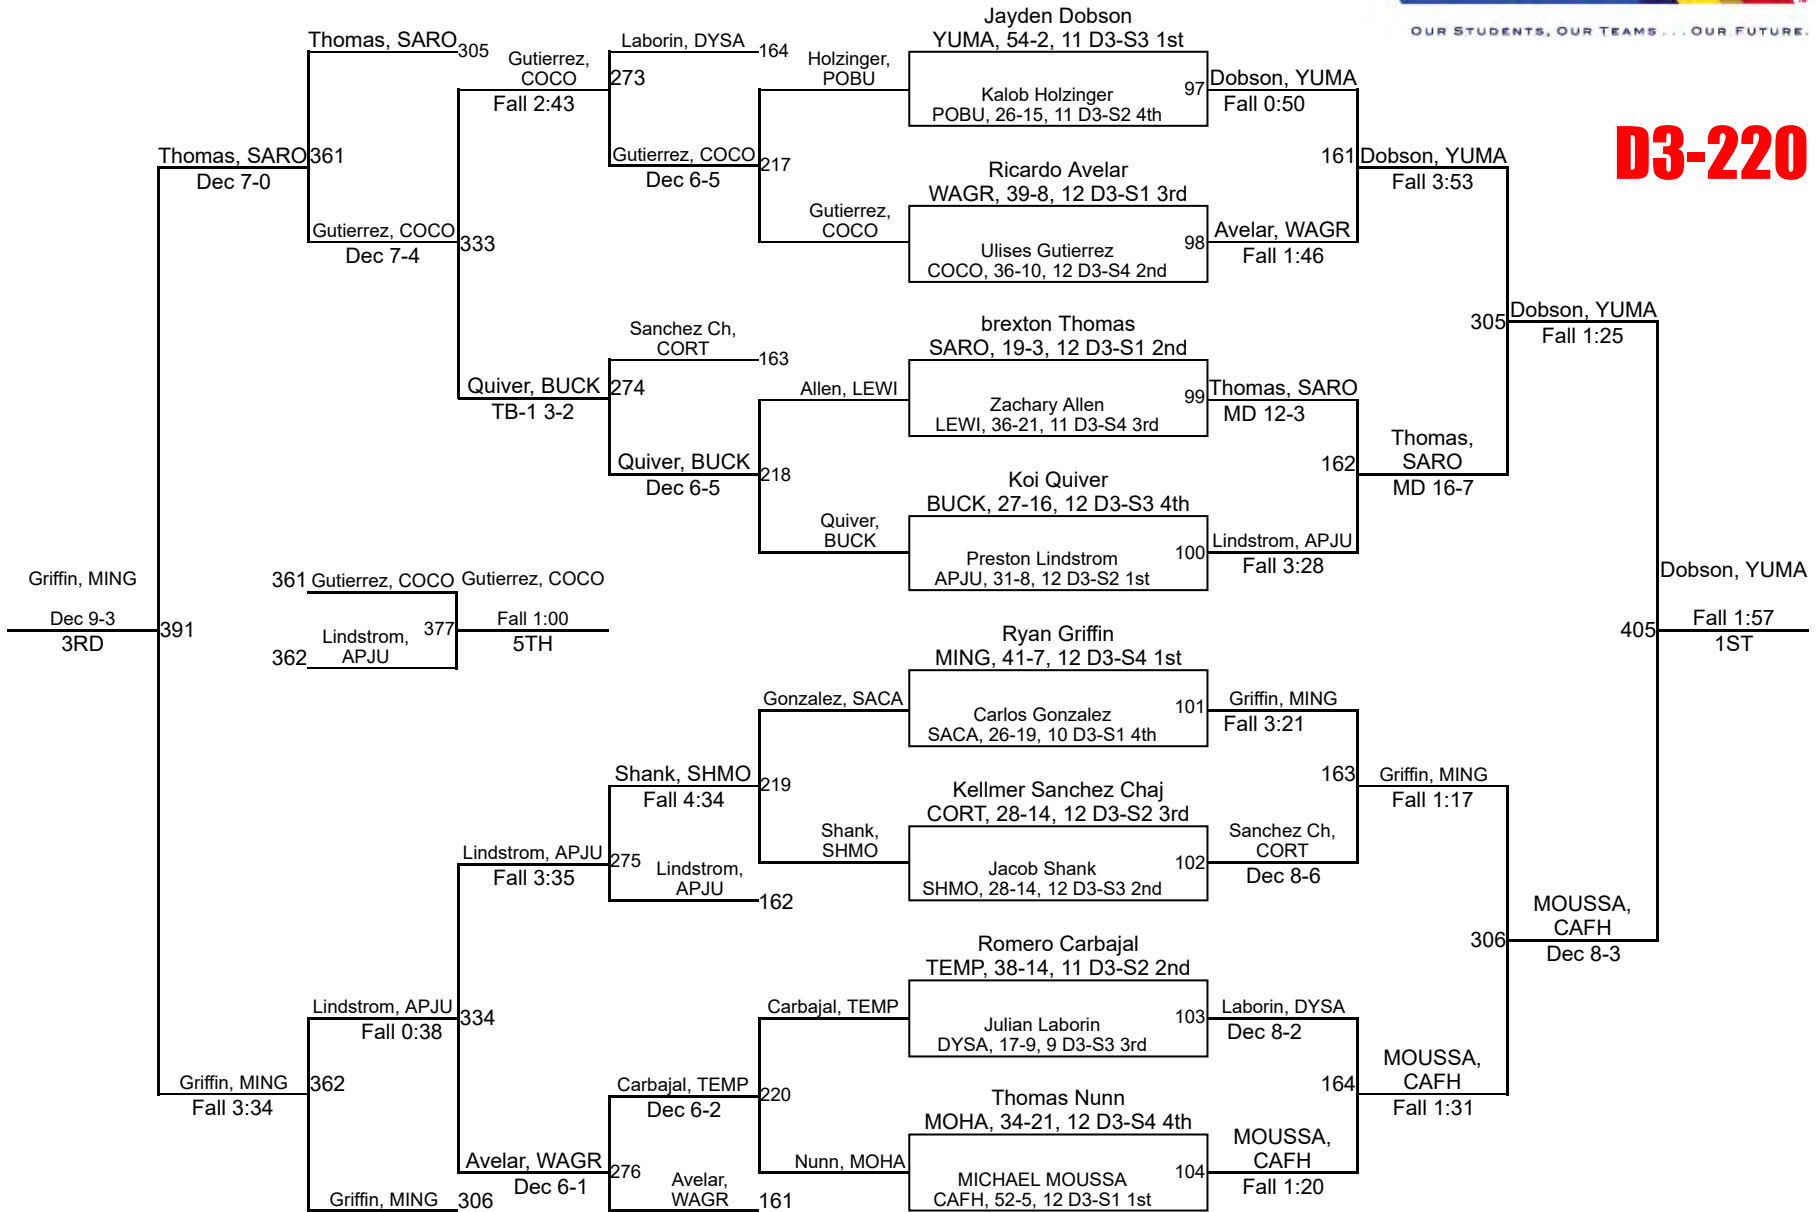 OUR STUDENTS, OUR TEAMS . . . OUR FUTURE.
D3-220
Thomas, SARO
305
Gutierrez,
COCO
Fall 2:43
Laborin, DYSA
164
273
Holzinger,
POBU
Thomas, SARO
Dec 7-0
361
Gutierrez, COCO
Dec 6-5
217
Gutierrez, COCO
Dec 7-4
333
Gutierrez,
COCO
Sanchez Ch,
CORT
163
Quiver, BUCK
TB-1 3-2
274
Allen, LEWI
Quiver, BUCK
Dec 6-5
218
Quiver,
BUCK
Jayden Dobson
YUMA, 54-2, 11 D3-S3 1st
Kalob Holzinger
POBU, 26-15, 11 D3-S2 4th
97
Dobson, YUMA
Fall 0:50
Ricardo Avelar
WAGR, 39-8, 12 D3-S1 3rd
Ulises Gutierrez
COCO, 36-10, 12 D3-S4 2nd
98
Avelar, WAGR
Fall 1:46
161
Dobson, YUMA
Fall 3:53
brexton Thomas
SARO, 19-3, 12 D3-S1 2nd
Zachary Allen
LEWI, 36-21, 11 D3-S4 3rd
99
Thomas, SARO
MD 12-3
Koi Quiver
BUCK, 27-16, 12 D3-S3 4th
Preston Lindstrom
APJU, 31-8, 12 D3-S2 1st
100
Lindstrom, APJU
Fall 3:28
162
Thomas,
SARO
MD 16-7
305
Dobson, YUMA
Fall 1:25
Griffin, MING
Dec 9-3
3RD
391
361
Gutierrez, COCO
362
Lindstrom,
APJU
377
Gutierrez, COCO
Fall 1:00
5TH
405
Dobson, YUMA
Fall 1:57
1ST
Ryan Griffin
MING, 41-7, 12 D3-S4 1st
Carlos Gonzalez
SACA, 26-19, 10 D3-S1 4th
101
Griffin, MING
Fall 3:21
Kellmer Sanchez Chaj
CORT, 28-14, 12 D3-S2 3rd
Jacob Shank
SHMO, 28-14, 12 D3-S3 2nd
102
Sanchez Ch,
CORT
Dec 8-6
163
Griffin, MING
Fall 1:17
Gonzalez, SACA
Shank, SHMO
Fall 4:34
219
Shank,
SHMO
Lindstrom, APJU
Fall 3:35
275
Lindstrom,
APJU
162
Romero Carbajal
TEMP, 38-14, 11 D3-S2 2nd
Julian Laborin
DYSA, 17-9, 9 D3-S3 3rd
103
Laborin, DYSA
Dec 8-2
Thomas Nunn
MOHA, 34-21, 12 D3-S4 4th
MICHAEL MOUSSA
CAFH, 52-5, 12 D3-S1 1st
104
MOUSSA,
CAFH
Fall 1:20
164
MOUSSA,
CAFH
Fall 1:31
306
MOUSSA,
CAFH
Dec 8-3
Lindstrom, APJU
Fall 0:38
334
Carbajal, TEMP
Carbajal, TEMP
Dec 6-2
220
Nunn, MOHA
Griffin, MING
Fall 3:34
362
Avelar, WAGR
Dec 6-1
276
Avelar,
WAGR
161
Griffin, MING
306